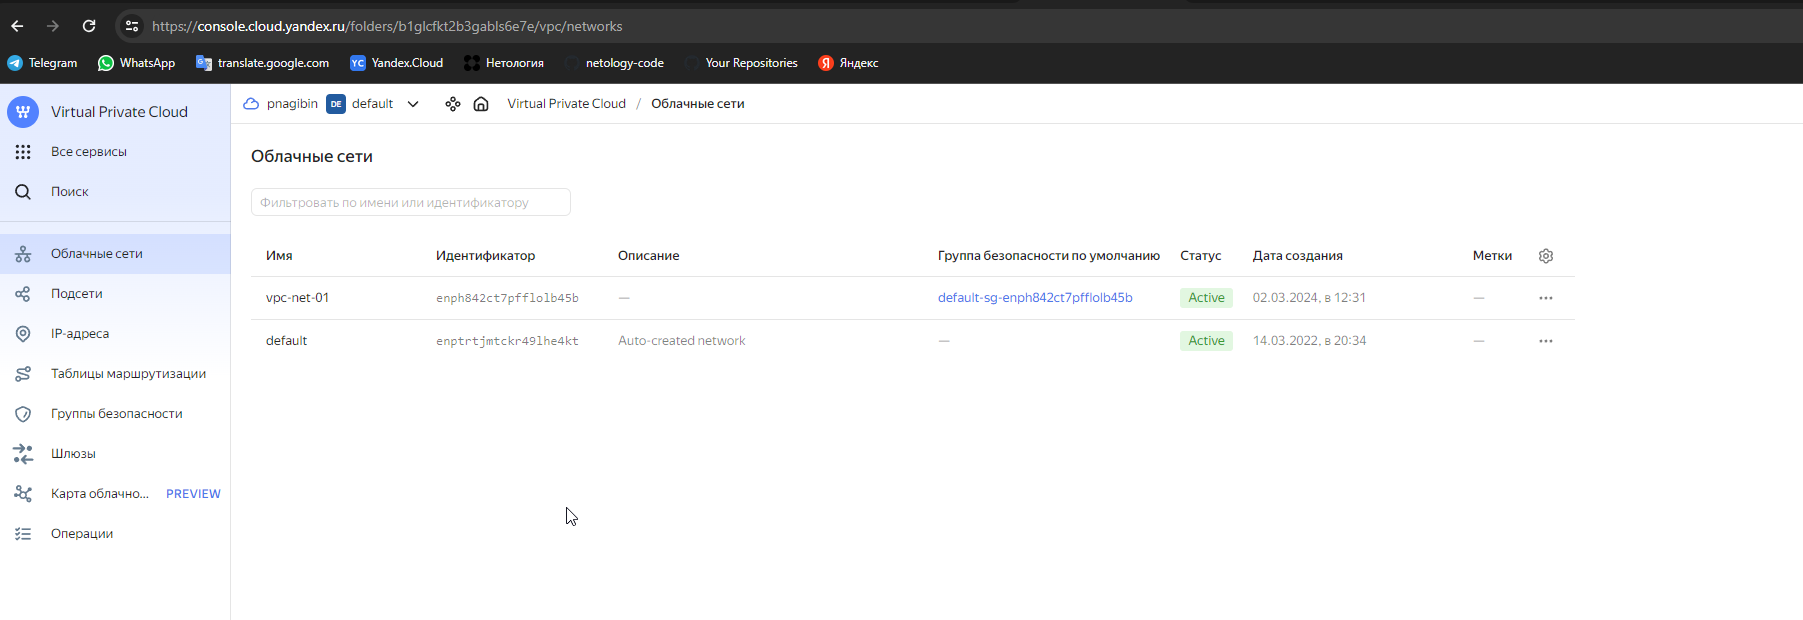 https://console.cloud.yandex.ru/folders/b1glcfkt2b3gabls6e7e/vpc/networks
Telegram WhatsApp translate.google.com YC Yandex.Cloud Нетология netology-code Your Repositories Я Яндекс
Virtual Private Cloud
Все сервисы
Поиск
Облачные сети
Подсети
IP-адреса
Таблицы маршрутизации
Группы безопасности
Шлюзы
Карта облачно... PREVIEW
Операции
pnagibin DE default Virtual Private Cloud / Облачные сети
Облачные сети
Фильтровать по имени или идентификатору
Имя Идентификатор Описание Группа безопасности по умолчанию Статус Дата создания Метки
vpc-net-01 enph842ct7pfflolb45b — default-sg-enph842ct7pfflolb45b Active 02.03.2024, в 12:31 — ...
default enptrtjmtckr49lhe4kt Auto-created network — Active 14.03.2022, в 20:34 — ...